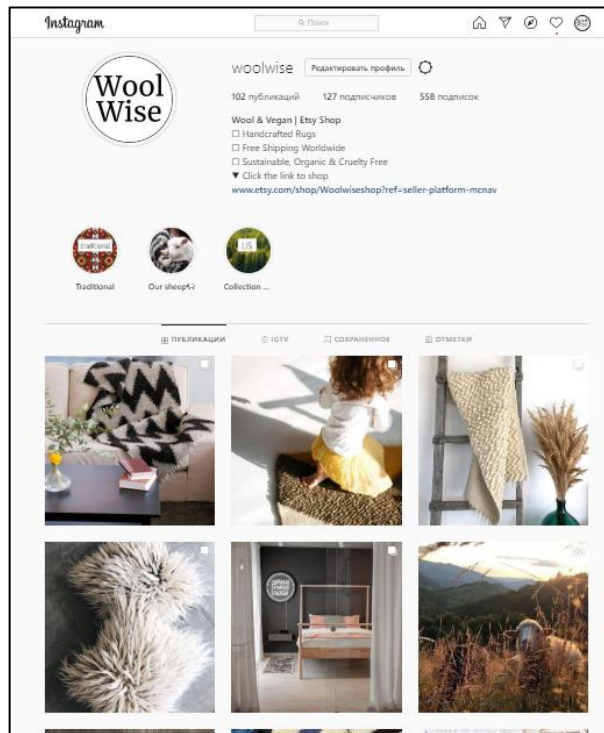 Instagram
Поиск
Wool
Wise
woolwise Редактировать профиль
102 публикаций 127 подписчиков 558 подписок
Wool & Vegan | Etsy Shop
☐ Handcrafted Rugs
☐ Free Shipping Worldwide
☐ Sustainable, Organic & Cruelty Free
▼ Click the link to shop
www.etsy.com/shop/Woolwiseshop?ref=seller-platform-mcnav
traditional
LIS
Traditional Our sheep Collection ...
ПУБЛИКАЦИИ IGTV СОХРАНЕННОЕ ОТМЕТКИ